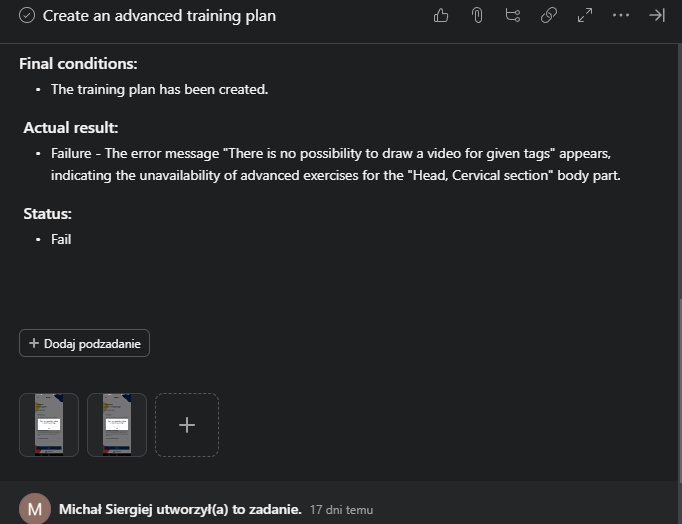 Create an advanced training plan
Final conditions:
• The training plan has been created.
Actual result:
• Failure - The error message "There is no possibility to draw a video for given tags" appears,
indicating the unavailability of advanced exercises for the "Head, Cervical section" body part.
Status:
• Fail
+ Dodaj podzadanie
M Michał Siergiej utworzył(a) to zadanie. 17 dni temu